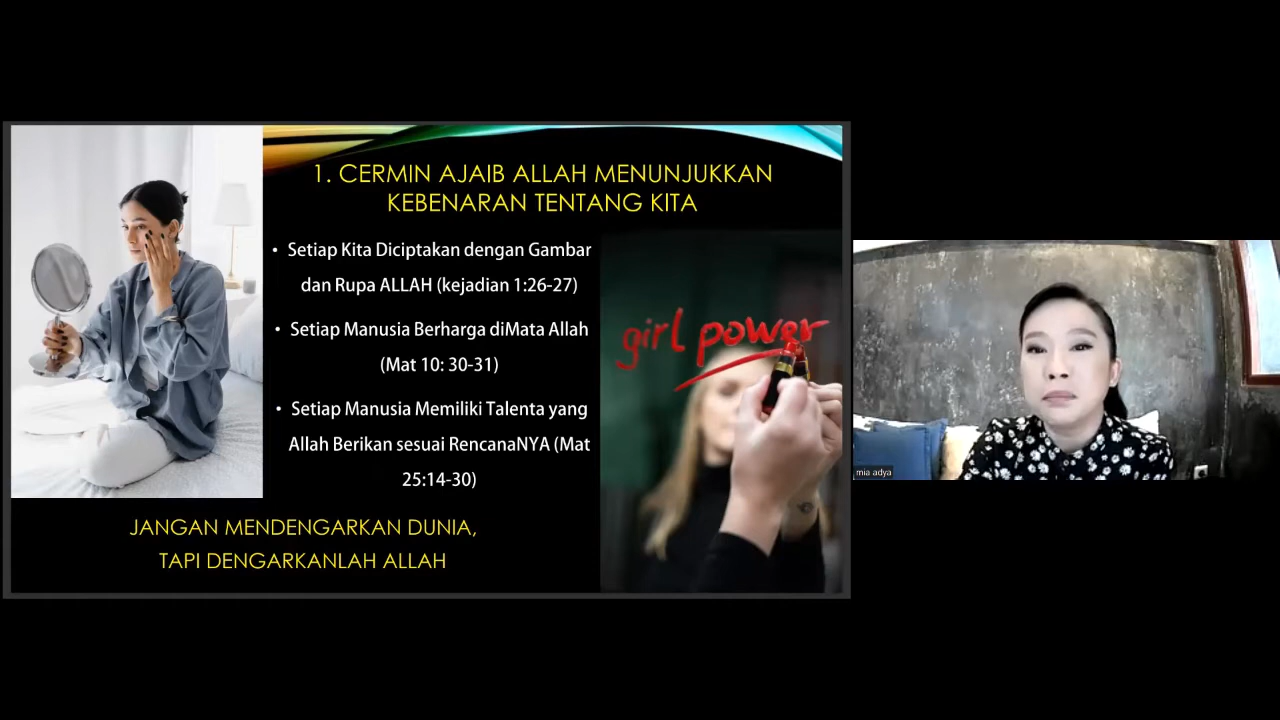 1. CERMIN AJAIB ALLAH MENUNJUKKAN
KEBENARAN TENTANG KITA
• Setiap Kita Diciptakan dengan Gambar
dan Rupa ALLAH (kejadian 1:26-27)
• Setiap Manusia Berharga diMata Allah
(Mat 10: 30-31)
• Setiap Manusia Memiliki Talenta yang
Allah Berikan sesuai RencanaNYA (Mat
25:14-30)
girl power
JANGAN MENDENGARKAN DUNIA,
TAPI DENGARKANLAH ALLAH
mia adya